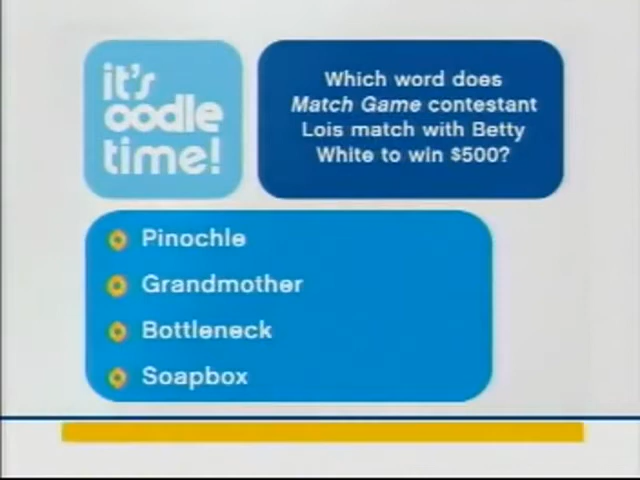 it's
oodle
time!
Which word does
Match Game contestant
Lois match with Betty
White to win $500?
Pinochle
Grandmother
Bottleneck
Soapbox